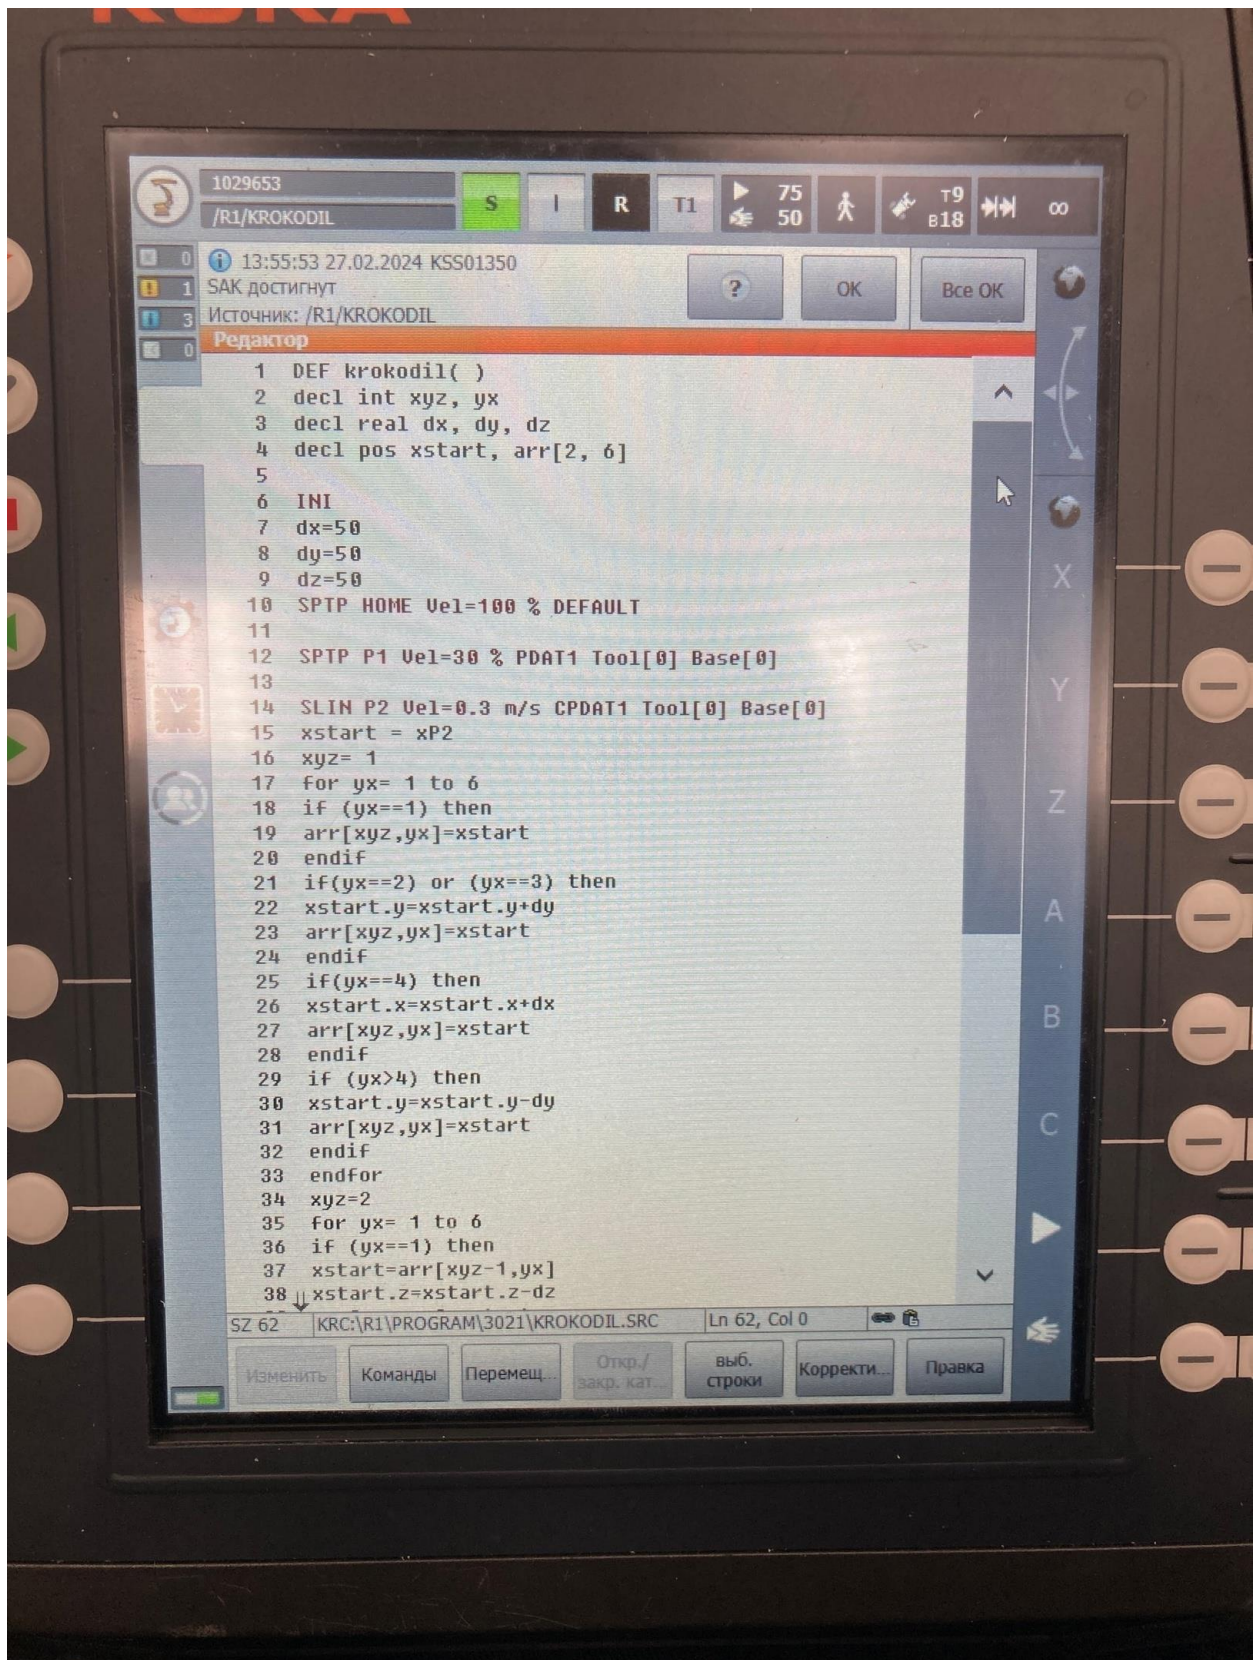 KUKA
1029653
/R1/KROKODIL
S I R T1 75 50 T9 B18 ∞
0
1
3
0
13:55:53 27.02.2024 KSS01350
SAK достигнут
Источник: /R1/KROKODIL
? OK Все OK
Редактор
1 DEF krokodil( )
2 decl int xyz, yx
3 decl real dx, dy, dz
4 decl pos xstart, arr[2, 6]
5
6 INI
7 dx=50
8 dy=50
9 dz=50
10 SPTP HOME Vel=100 % DEFAULT
11
12 SPTP P1 Vel=30 % PDAT1 Tool[0] Base[0]
13
14 SLIN P2 Vel=0.3 m/s CPDAT1 Tool[0] Base[0]
15 xstart = xP2
16 xyz= 1
17 for yx= 1 to 6
18 if (yx==1) then
19 arr[xyz,yx]=xstart
20 endif
21 if(yx==2) or (yx==3) then
22 xstart.y=xstart.y+dy
23 arr[xyz,yx]=xstart
24 endif
25 if(yx==4) then
26 xstart.x=xstart.x+dx
27 arr[xyz,yx]=xstart
28 endif
29 if (yx>4) then
30 xstart.y=xstart.y-dy
31 arr[xyz,yx]=xstart
32 endif
33 endfor
34 xyz=2
35 for yx= 1 to 6
36 if (yx==1) then
37 xstart=arr[xyz-1,yx]
38 xstart.z=xstart.z-dz
X
Y
Z
A
B
C
SZ 62 KRC:\R1\PROGRAM\3021\KROKODIL.SRC Ln 62, Col 0
Изменить Команды Перемещ... Откр./ закр. кат... выб. строки Корректи... Правка